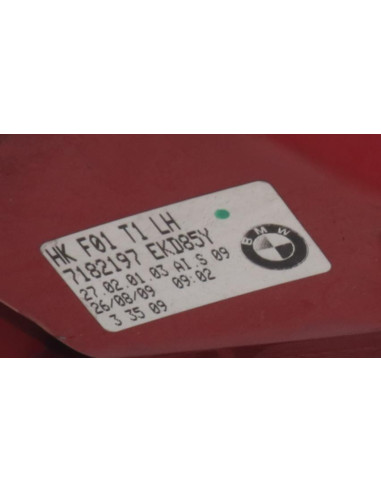 HK F01 T1 LH
7182197 EKD85Y
27.02.01.03 AI.S 09
26/08/09 09:02
3 35 09
BMW